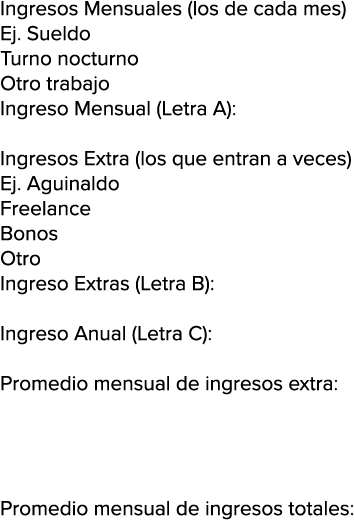 Ingresos Mensuales (los de cada mes)
Ej. Sueldo
Turno nocturno
Otro trabajo
Ingreso Mensual (Letra A):
Ingresos Extra (los que entran a veces)
Ej. Aguinaldo
Freelance
Bonos
Otro
Ingreso Extras (Letra B):
Ingreso Anual (Letra C):
Promedio mensual de ingresos extra:
Promedio mensual de ingresos totales: